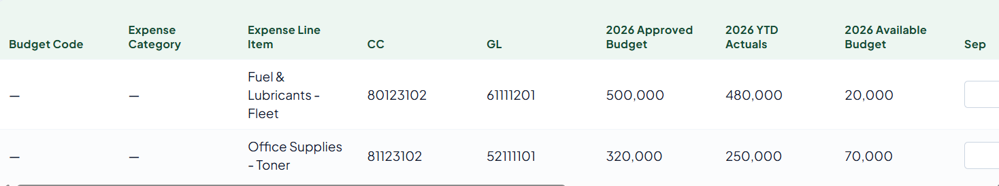 Budget Code
Expense Category
Expense Line Item
CC
GL
2026 Approved Budget
2026 YTD Actuals
2026 Available Budget
Sep
—
—
Fuel & Lubricants - Fleet
80123102
61111201
500,000
480,000
20,000
—
—
Office Supplies - Toner
81123102
52111101
320,000
250,000
70,000